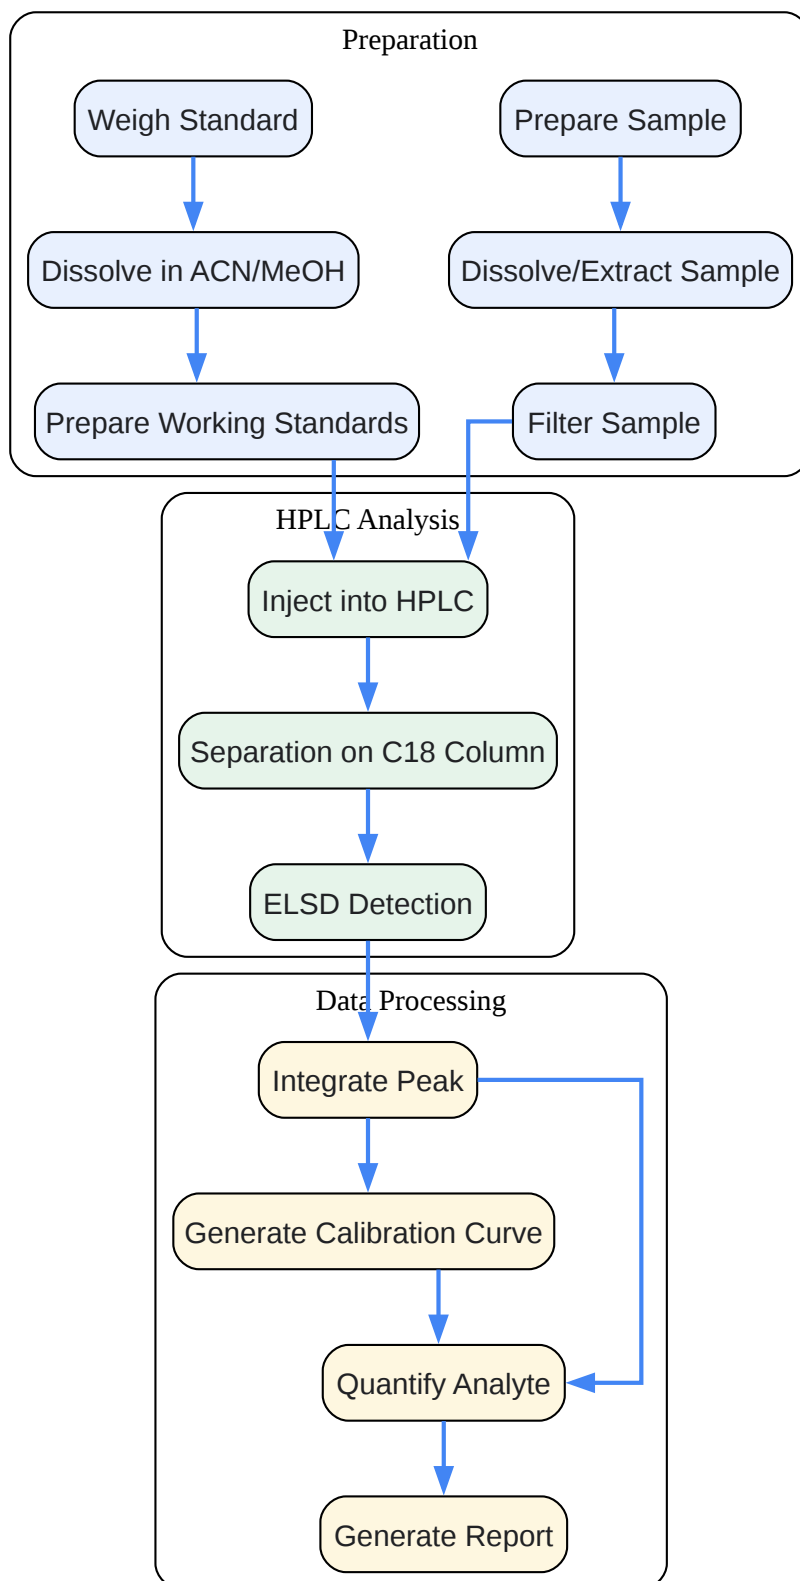 Preparation
Weigh Standard
Prepare Sample
Dissolve in ACN/MeOH
Dissolve/Extract Sample
Prepare Working Standards
Filter Sample
HPLC Analysis
Inject into HPLC
Separation on C18 Column
ELSD Detection
Data Processing
Integrate Peak
Generate Calibration Curve
Quantify Analyte
Generate Report